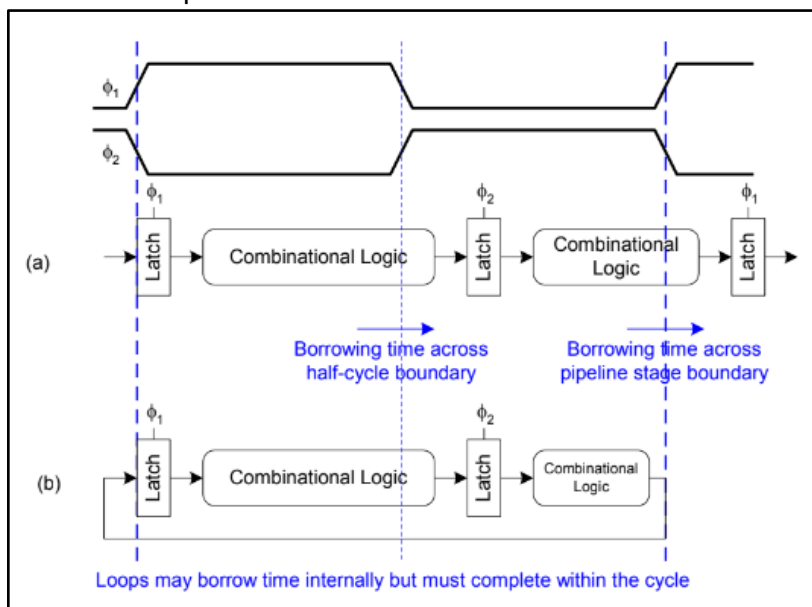 ϕ1
ϕ2
ϕ1
ϕ2
ϕ1
(a)
Latch
Combinational Logic
Latch
Combinational
Logic
Latch
Borrowing time across
half-cycle boundary
Borrowing time across
pipeline stage boundary
ϕ1
ϕ2
(b)
Latch
Combinational Logic
Latch
Combinational
Logic
Loops may borrow time internally but must complete within the cycle